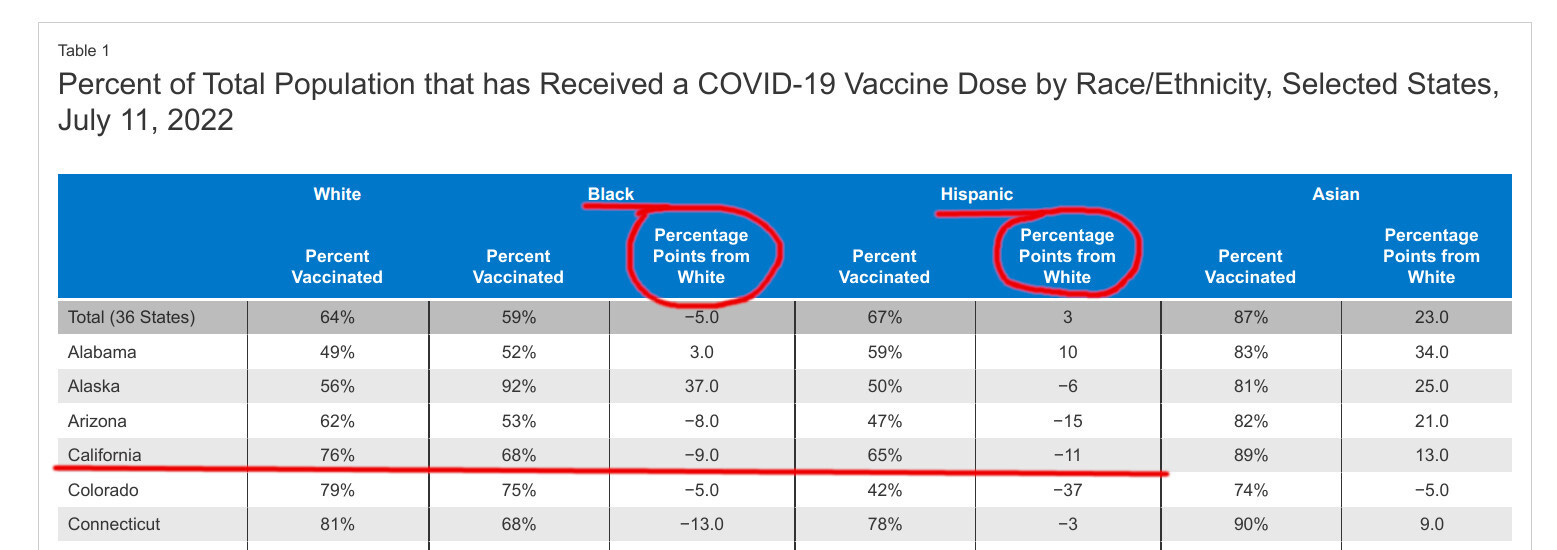 Table 1
Percent of Total Population that has Received a COVID-19 Vaccine Dose by Race/Ethnicity, Selected States,
July 11, 2022
White Black Hispanic Asian
Percent Vaccinated Percent Vaccinated Percentage Points from White Percent Vaccinated Percentage Points from White Percent Vaccinated Percentage Points from White
Total (36 States) 64% 59% −5.0 67% 3 87% 23.0
Alabama 49% 52% 3.0 59% 10 83% 34.0
Alaska 56% 92% 37.0 50% −6 81% 25.0
Arizona 62% 53% −8.0 47% −15 82% 21.0
California 76% 68% −9.0 65% −11 89% 13.0
Colorado 79% 75% −5.0 42% −37 74% −5.0
Connecticut 81% 68% −13.0 78% −3 90% 9.0